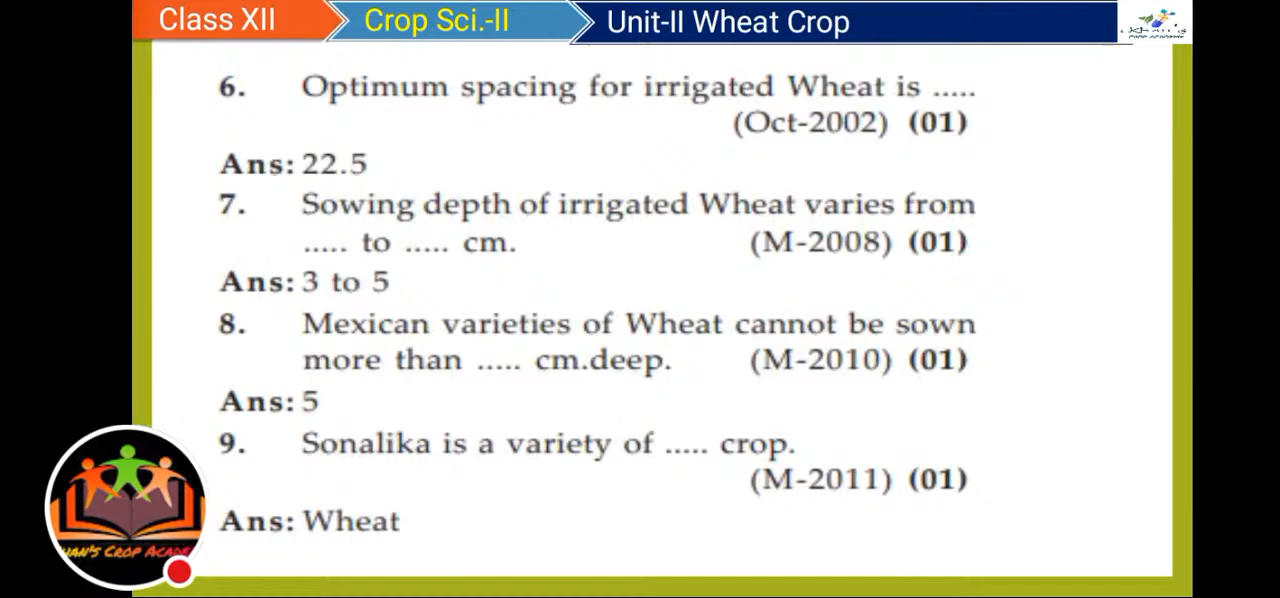 Class XII
Crop Sci.-II
Unit-II Wheat Crop
6. Optimum spacing for irrigated Wheat is .....
(Oct-2002) (01)
Ans: 22.5
7. Sowing depth of irrigated Wheat varies from
..... to ..... cm. (M-2008) (01)
Ans: 3 to 5
8. Mexican varieties of Wheat cannot be sown
more than ..... cm.deep. (M-2010) (01)
Ans: 5
9. Sonalika is a variety of ..... crop.
(M-2011) (01)
Ans: Wheat
CROP ACADE